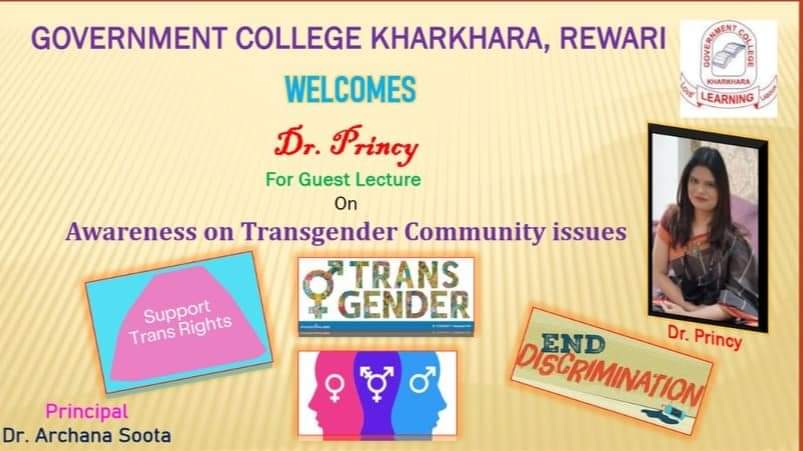 GOVERNMENT COLLEGE KHARKHARA, REWARI
GOVERNMENT COLLEGE
KHARKHARA
LEARNING
WELCOMES
Dr. Princy
For Guest Lecture
On
Awareness on Transgender Community issues
Support
Trans Rights
TRANS
GENDER
END
DISCRIMINATION
Dr. Princy
Principal
Dr. Archana Soota